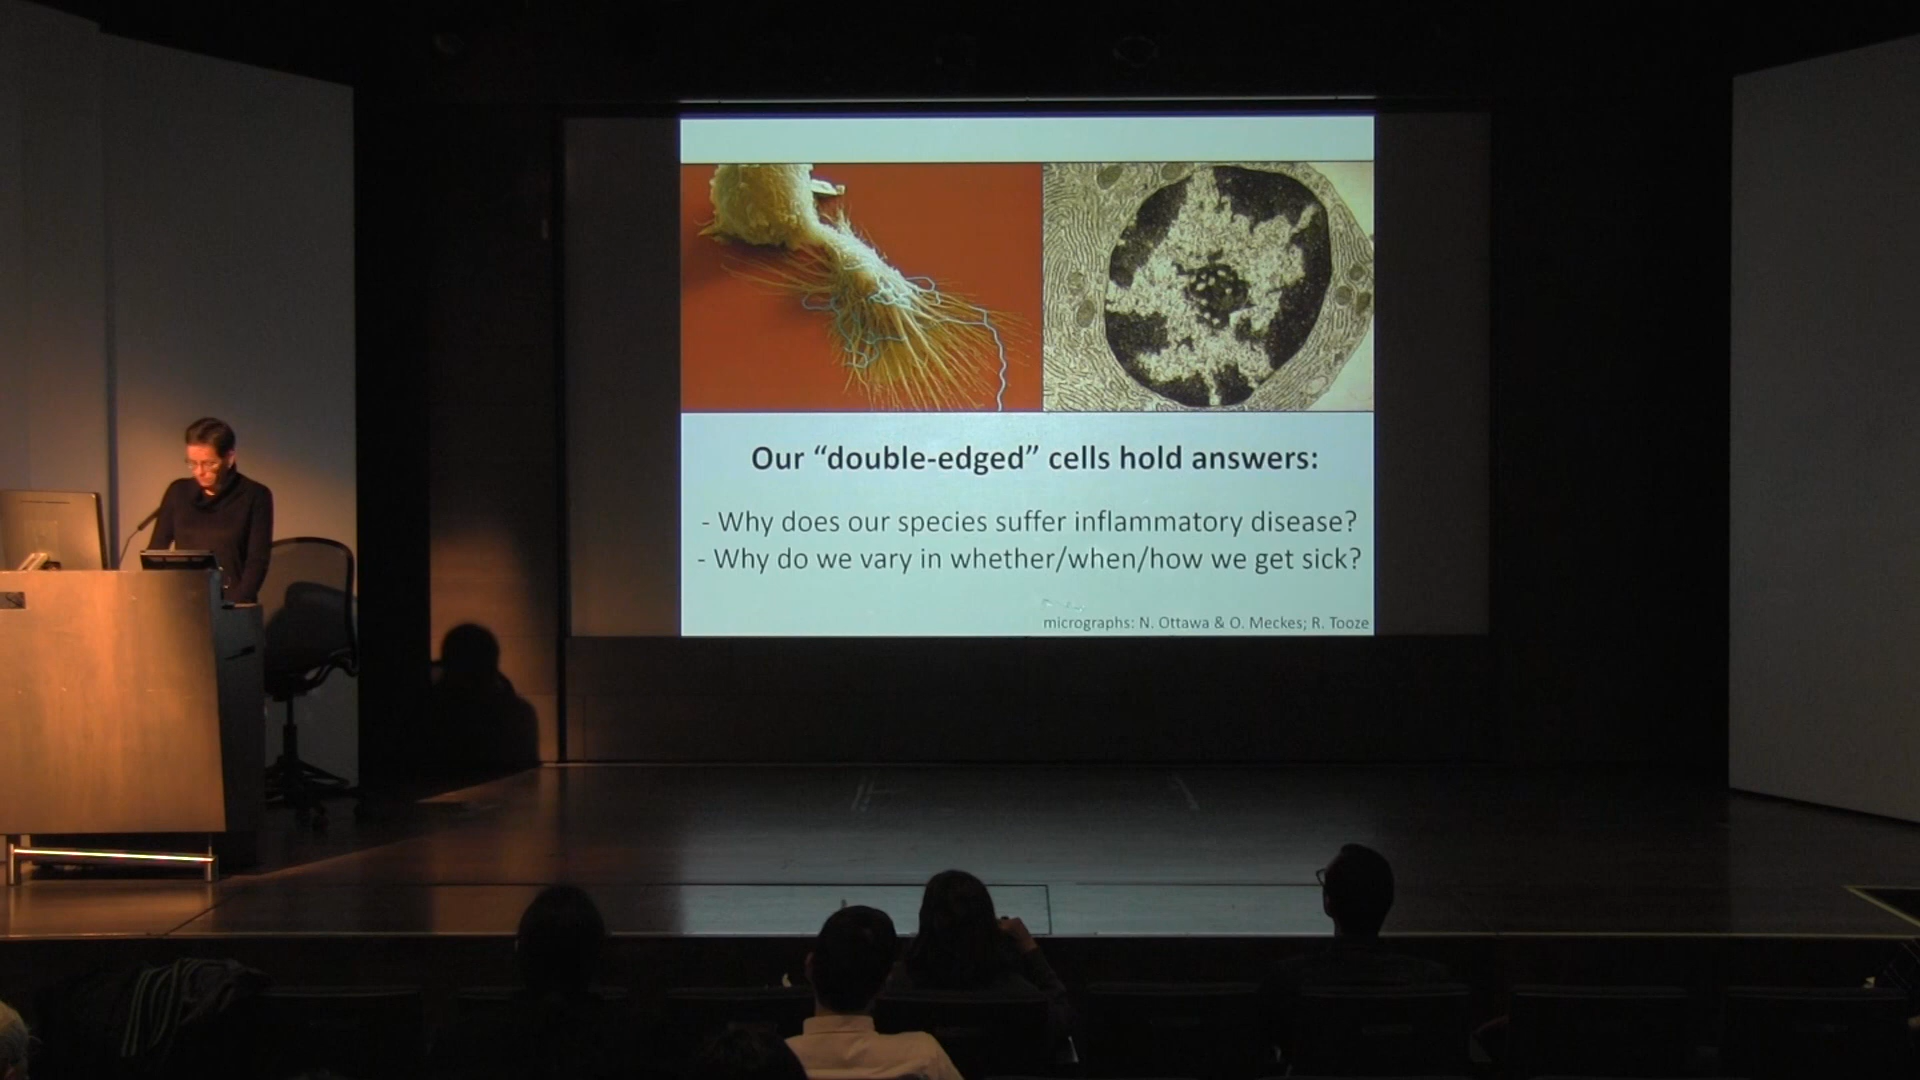 Our “double-edged” cells hold answers:
- Why does our species suffer inflammatory disease?
- Why do we vary in whether/when/how we get sick?
micrographs: N. Ottawa & O. Meckes; R. Tooze